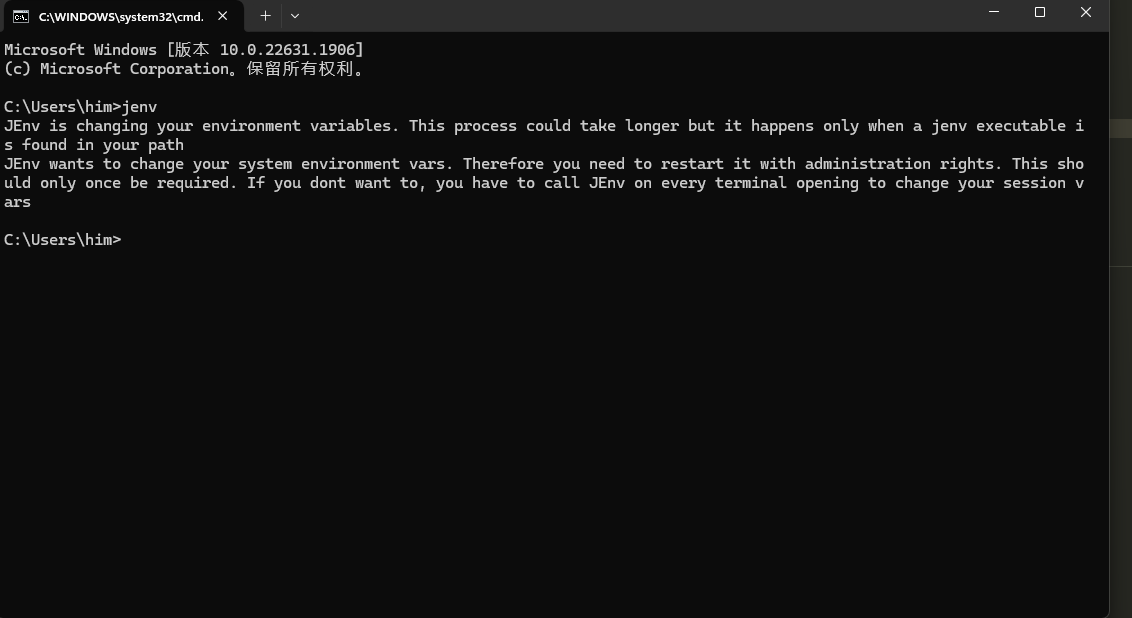 C:\WINDOWS\system32\cmd.
Microsoft Windows [版本 10.0.22631.1906]
(c) Microsoft Corporation。保留所有权利。
C:\Users\him>jenv
JEnv is changing your environment variables. This process could take longer but it happens only when a jenv executable i
s found in your path
JEnv wants to change your system environment vars. Therefore you need to restart it with administration rights. This sho
uld only once be required. If you dont want to, you have to call JEnv on every terminal opening to change your session v
ars
C:\Users\him>